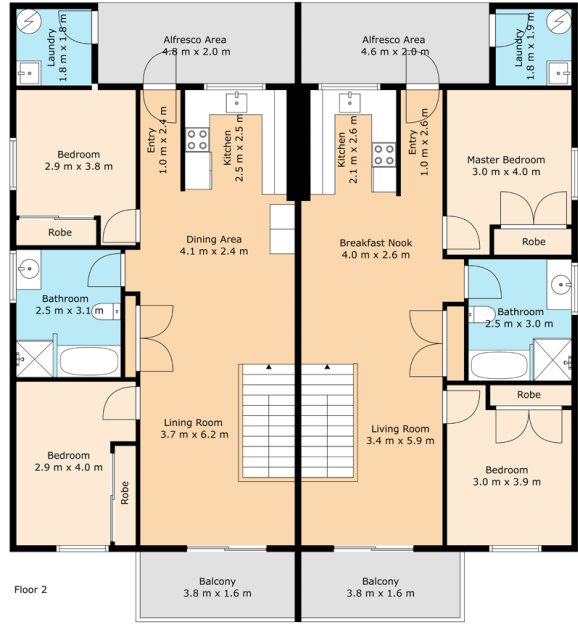 Alfresco Area
4.8 m x 2.0 m
Alfresco Area
4.6 m x 2.0 m
Laundry
1.8 m x 1.8 m
Laundry
1.8 m x 1.9 m
Entry
1.0 m x 2.4 m
Kitchen
2.5 m x 2.5 m
Kitchen
2.1 m x 2.6 m
Entry
1.0 m x 2.6 m
Bedroom
2.9 m x 3.8 m
Master Bedroom
3.0 m x 4.0 m
Robe
Robe
Dining Area
4.1 m x 2.4 m
Breakfast Nook
4.0 m x 2.6 m
Bathroom
2.5 m x 3.1 m
Bathroom
2.5 m x 3.0 m
Robe
Living Room
3.7 m x 6.2 m
Living Room
3.4 m x 5.9 m
Bedroom
2.9 m x 4.0 m
Robe
Bedroom
3.0 m x 3.9 m
Balcony
3.8 m x 1.6 m
Balcony
3.8 m x 1.6 m
Floor 2